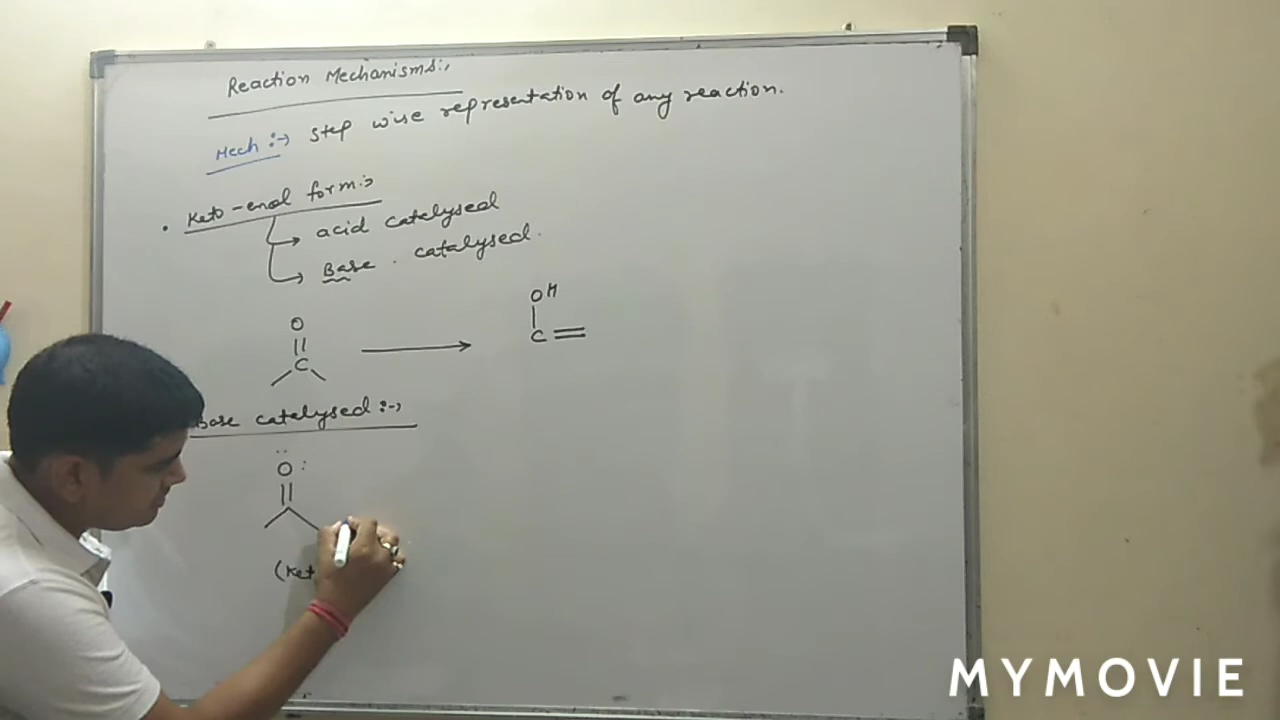 Reaction Mechanisms:,
Mech :→ Step wise representation of any reaction.
. Keto-enol form:>
→ acid catalysed
→ Base . catalysed.
O
||
C
→
OH
|
C =
Base catalysed :→,
:O:
||
(Ket
MYMOVIE